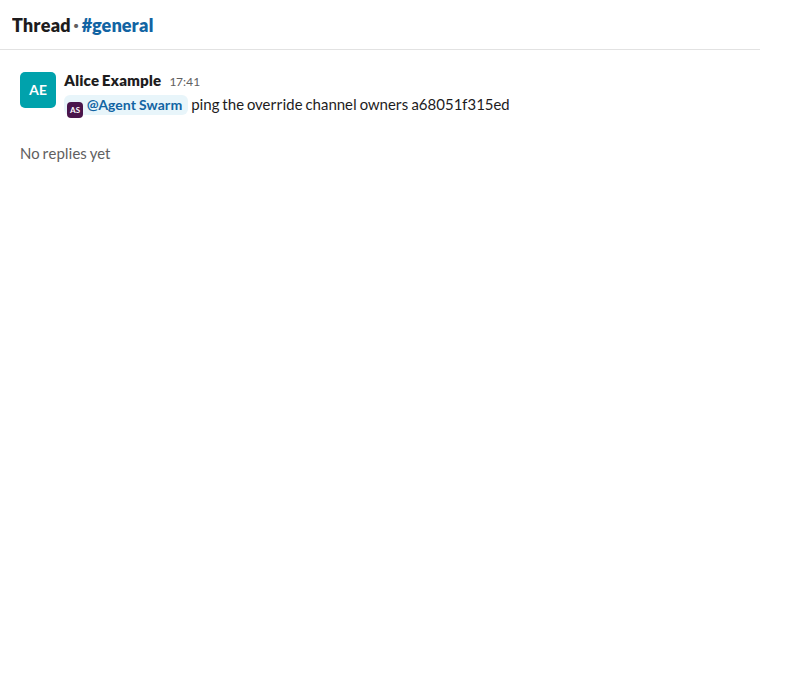 Thread • #general
AE
Alice Example 17:41
AS @Agent Swarm ping the override channel owners a68051f315ed
No replies yet